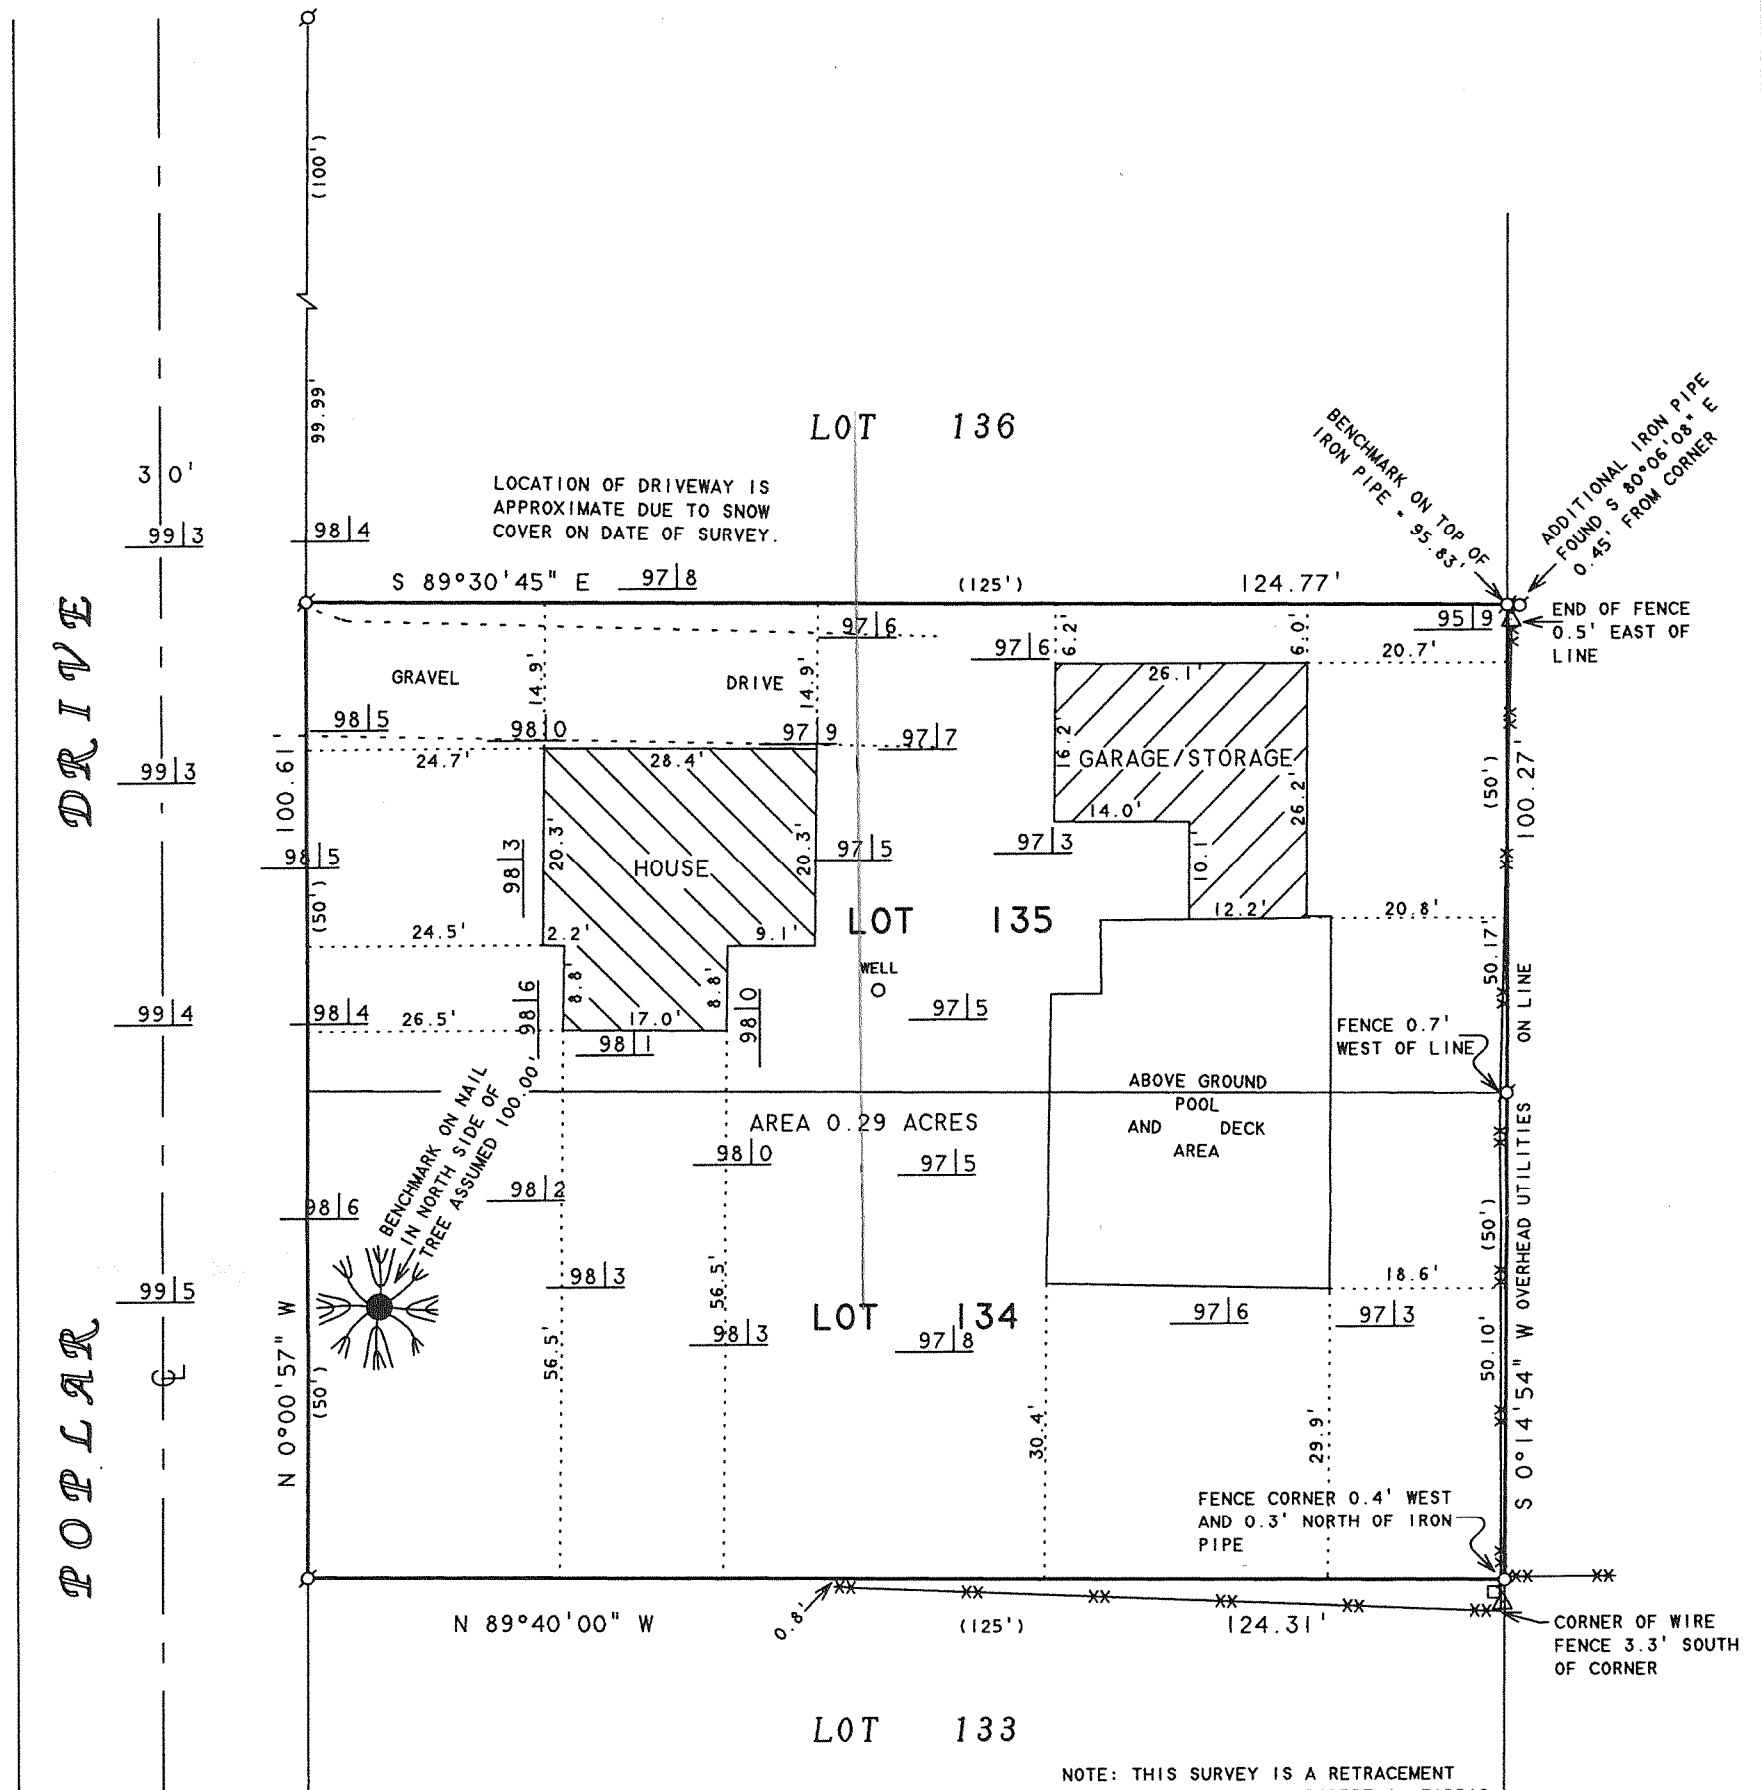 (100')
99.99'
LOT 136
30'
99|3
98|4
LOCATION OF DRIVEWAY IS
APPROXIMATE DUE TO SNOW
COVER ON DATE OF SURVEY.
BENCHMARK ON TOP OF
IRON PIPE = 95.83'
ADDITIONAL IRON PIPE
FOUND S 80°06'08" E
0.45' FROM CORNER
S 89°30'45" E
97|8
(125')
124.77'
97|6
97|6
6.2'
6.0'
95|9
END OF FENCE
0.5' EAST OF
LINE
20.7'
GRAVEL
DRIVE
14.9'
14.9'
26.1'
98|5
98|0
97|9
97|7
24.7'
28.4'
16.2'
GARAGE/STORAGE
26.2'
99|3
100.61'
(50')
100.27'
14.0'
98|5
98|3
20.3'
HOUSE
20.3'
97|5
97|3
10.1'
(50')
LOT 135
12.2'
20.8'
24.5'
2.2'
9.1'
50.17'
WELL
8.8'
8.8'
98|6
98|0
97|5
99|4
98|4
26.5'
17.0'
98|1
FENCE 0.7'
WEST OF LINE
ON LINE
BENCHMARK ON NAIL
IN NORTH SIDE OF
TREE ASSUMED 100.00'
ABOVE GROUND
POOL
AND DECK
AREA
AREA 0.29 ACRES
98|0
97|5
98|2
98|6
(50')
OVERHEAD UTILITIES
99|5
98|3
56.5'
56.5'
18.6'
LOT 134
98|3
97|8
97|6
97|3
50.10'
CL
N 0°00'57" W
(50')
30.4'
29.9'
S 0°14'54" W
POPLAR DRIVE
FENCE CORNER 0.4' WEST
AND 0.3' NORTH OF IRON
PIPE
N 89°40'00" W
0.8'
(125')
124.31'
CORNER OF WIRE
FENCE 3.3' SOUTH
OF CORNER
LOT 133
NOTE: THIS SURVEY IS A RETRACEMENT